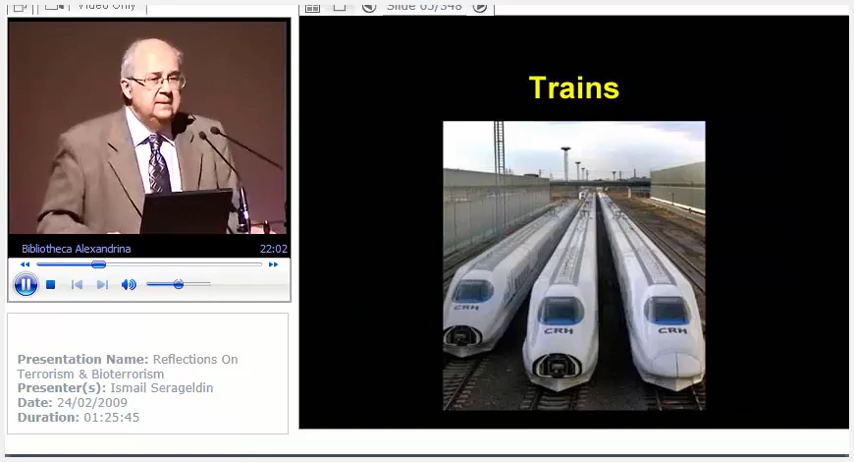 Video Only
Slide 65/348
Trains
CRH
CRH
CRH
Bibliotheca Alexandrina 22:02
Presentation Name: Reflections On
Terrorism & Bioterrorism
Presenter(s): Ismail Serageldin
Date: 24/02/2009
Duration: 01:25:45